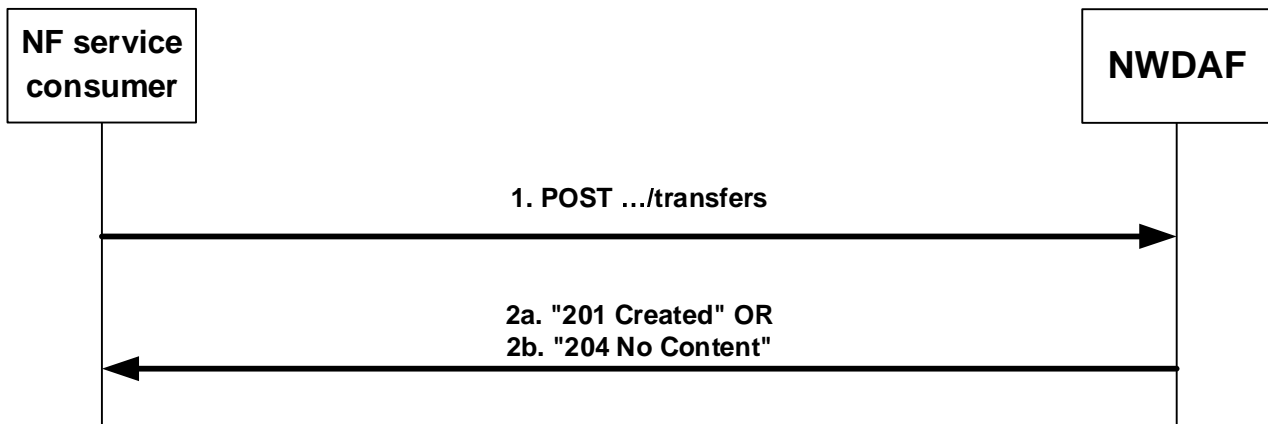 NF service
consumer
NWDAF
1. POST …/transfers
2a. "201 Created" OR
2b. "204 No Content"